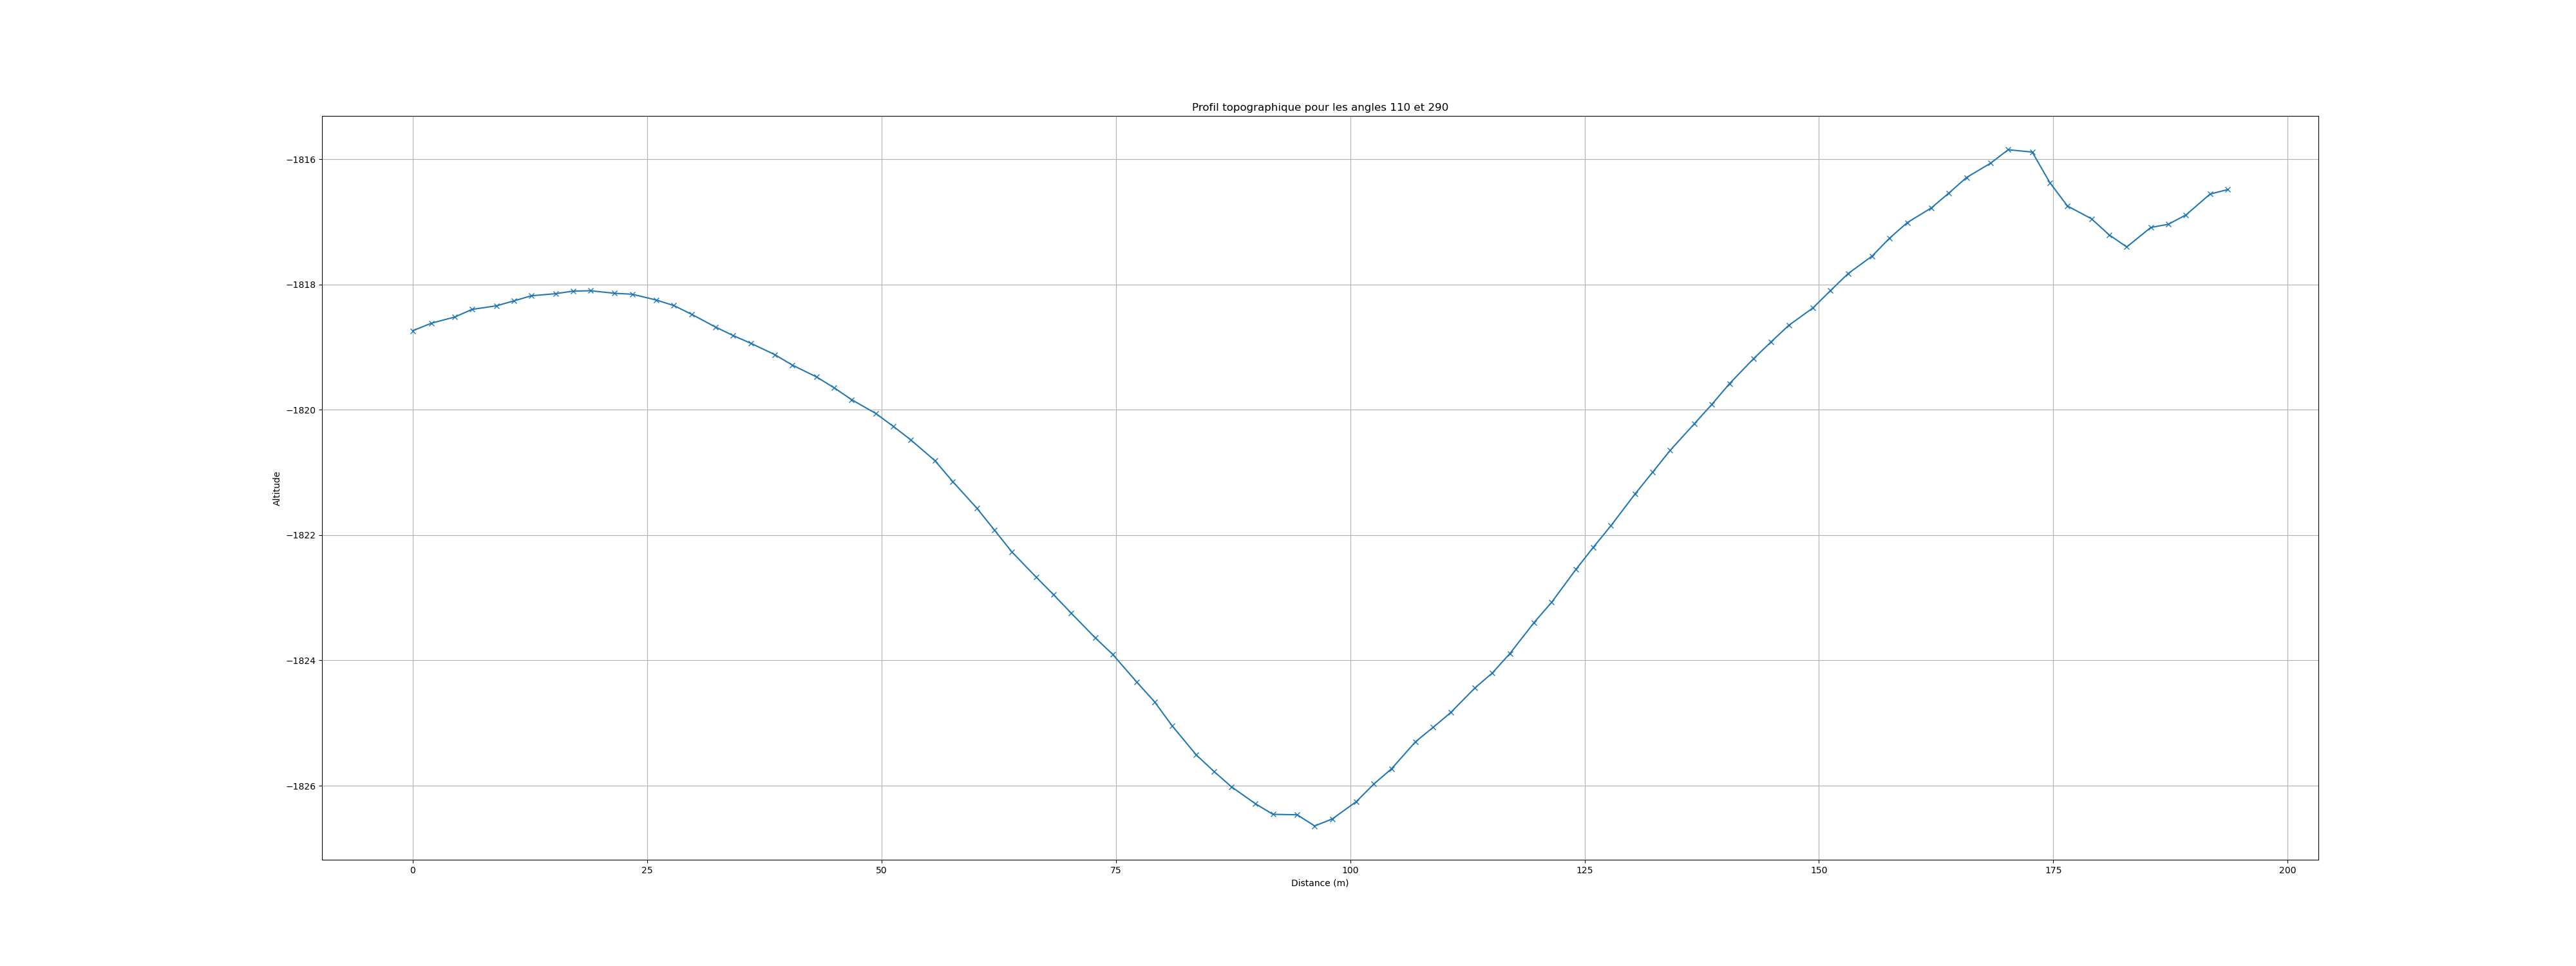 Profil topographique pour les angles 110 et 290
−1816
−1818
−1820
−1822
−1824
−1826
Altitude
0 25 50 75 100 125 150 175 200
Distance (m)